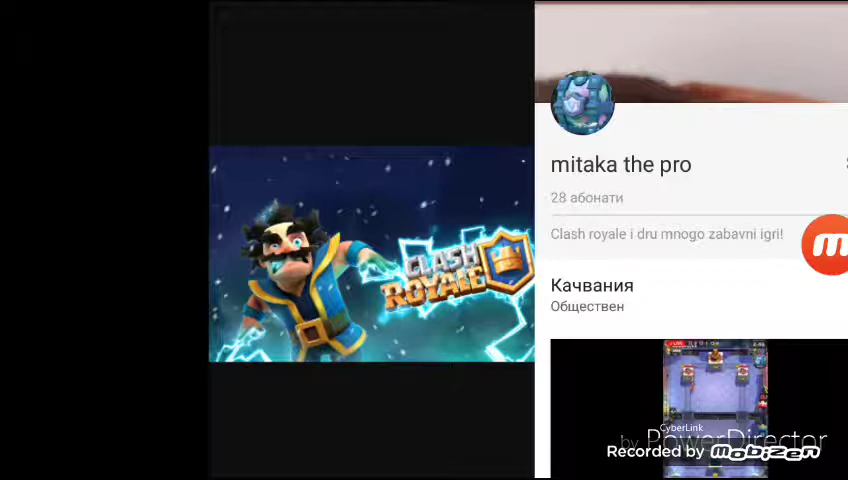 CLASH
ROYALE
mitaka the pro
28 абонати
Clash royale i dru mnogo zabavni igri!
Качвания
Обществен
CyberLink
by PowerDirector
Recorded by mobizen